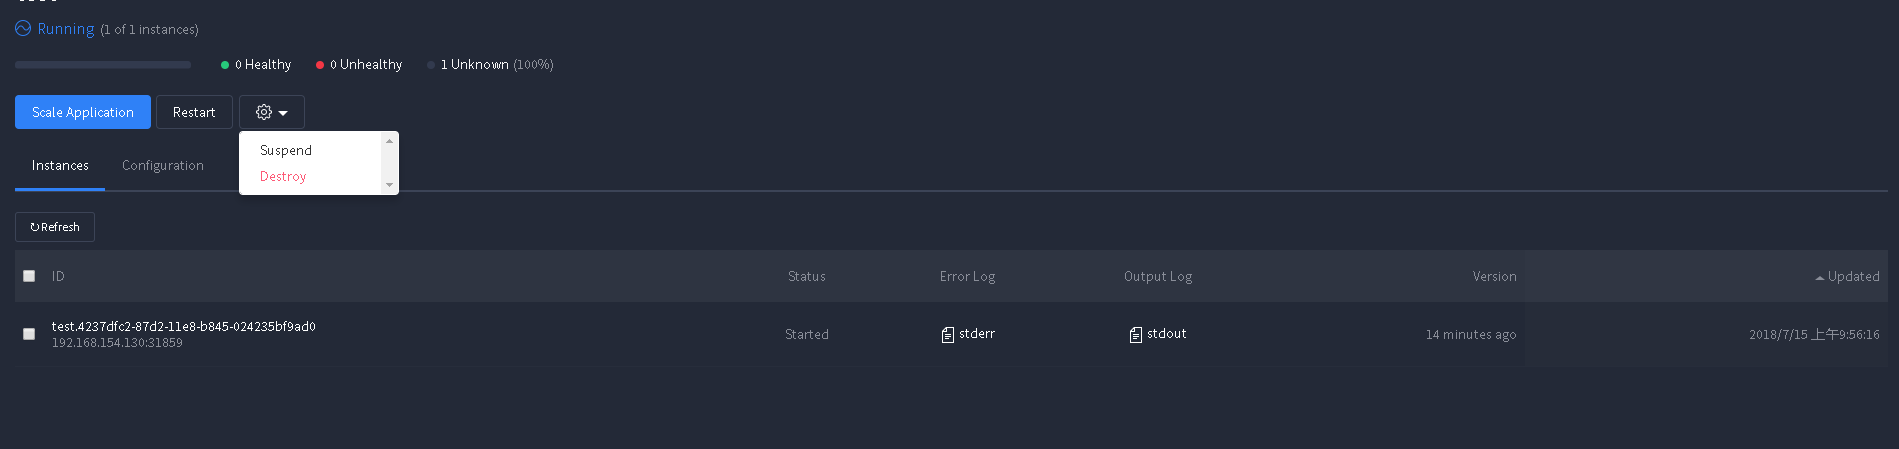 Running (1 of 1 instances)
0 Healthy 0 Unhealthy 1 Unknown (100%)
Scale Application Restart
Suspend
Destroy
Instances Configuration
↻Refresh
ID Status Error Log Output Log Version Updated
test.4237dfc2-87d2-11e8-b845-024235bf9ad0
192.168.154.130:31859
Started stderr stdout 14 minutes ago 2018/7/15 上午9:56:16